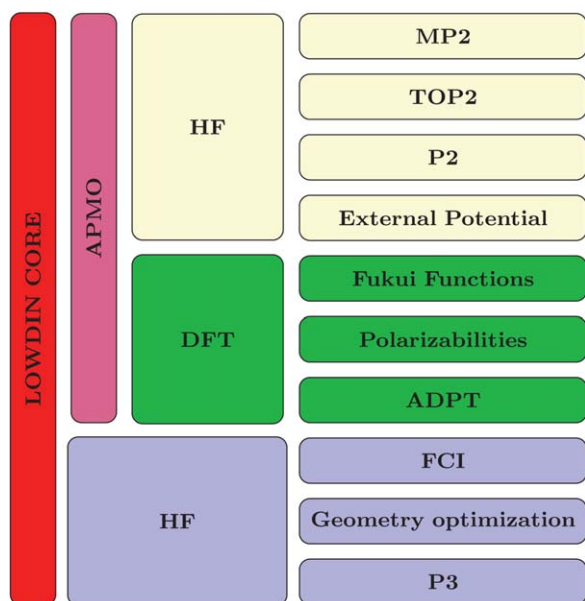 LOWDIN CORE
APMO
HF
MP2
TOP2
P2
External Potential
DFT
Fukui Functions
Polarizabilities
ADPT
HF
FCI
Geometry optimization
P3